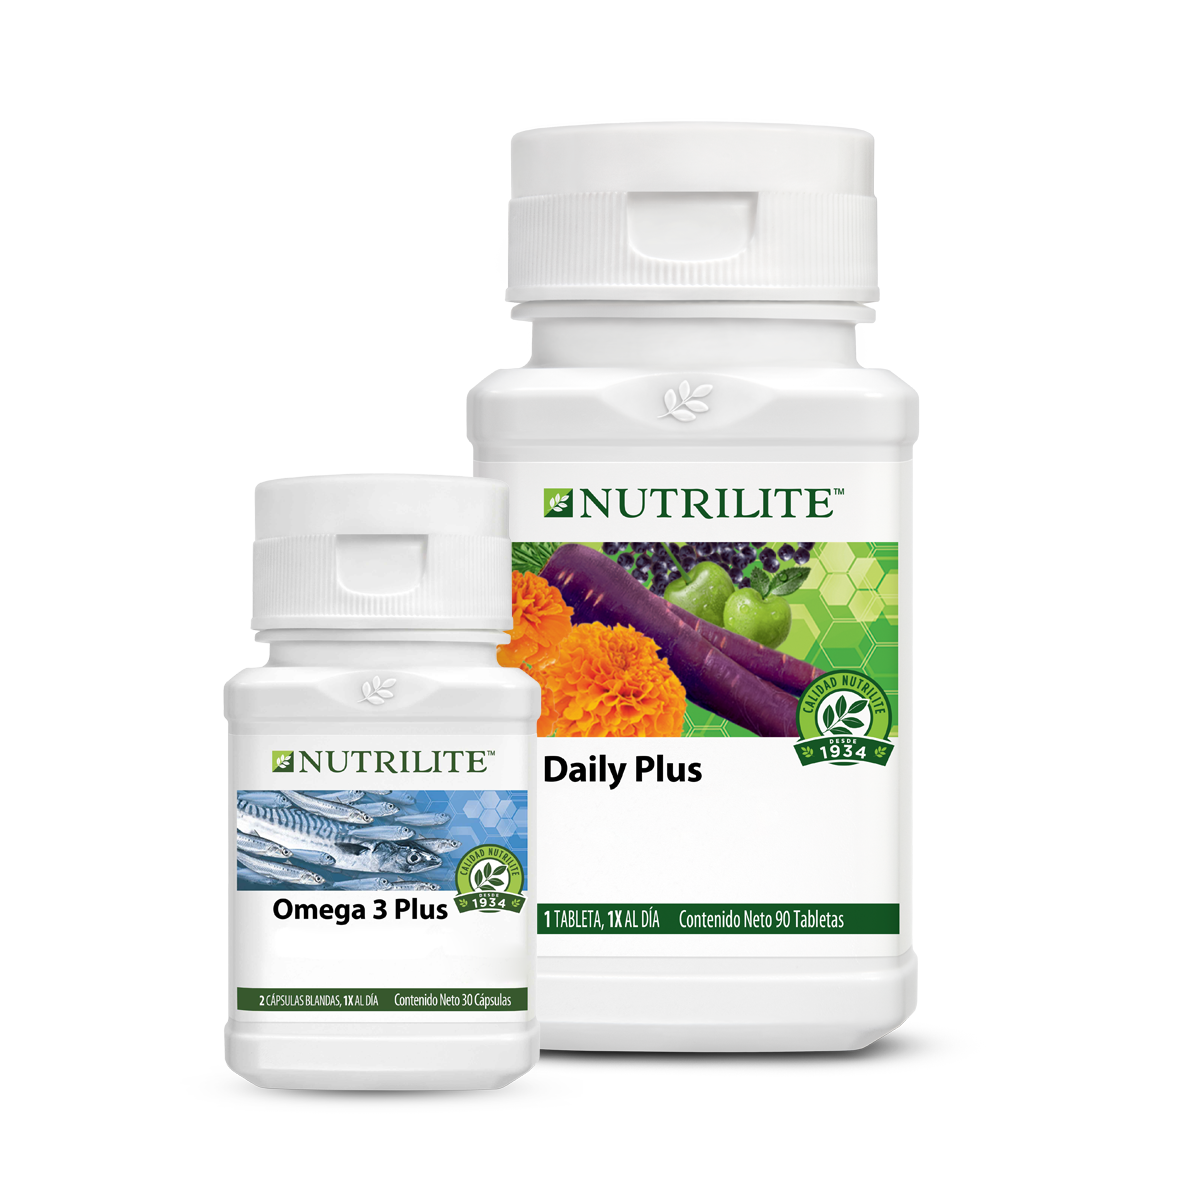 NUTRILITE™
CALIDAD NUTRILITE
DESDE
1934
Daily Plus
1 TABLETA, 1X AL DÍA Contenido Neto 90 Tabletas
NUTRILITE™
CALIDAD NUTRILITE
DESDE
1934
Omega 3 Plus
2 CÁPSULAS BLANDAS, 1X AL DÍA Contenido Neto 30 Cápsulas